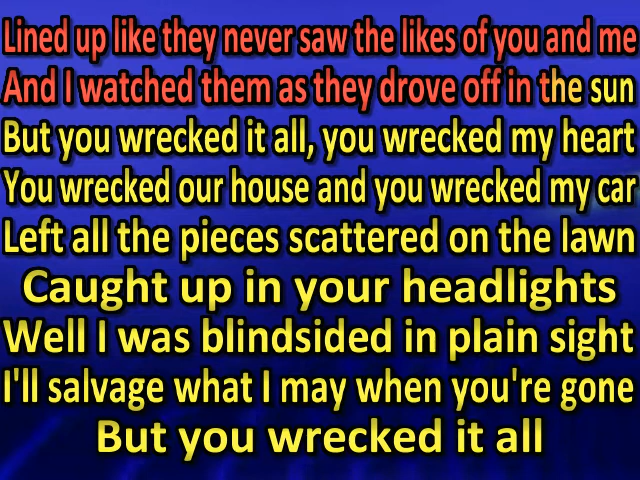 Lined up like they never saw the likes of you and me
And I watched them as they drove off in the sun
But you wrecked it all, you wrecked my heart
You wrecked our house and you wrecked my car
Left all the pieces scattered on the lawn
Caught up in your headlights
Well I was blindsided in plain sight
I'll salvage what I may when you're gone
But you wrecked it all